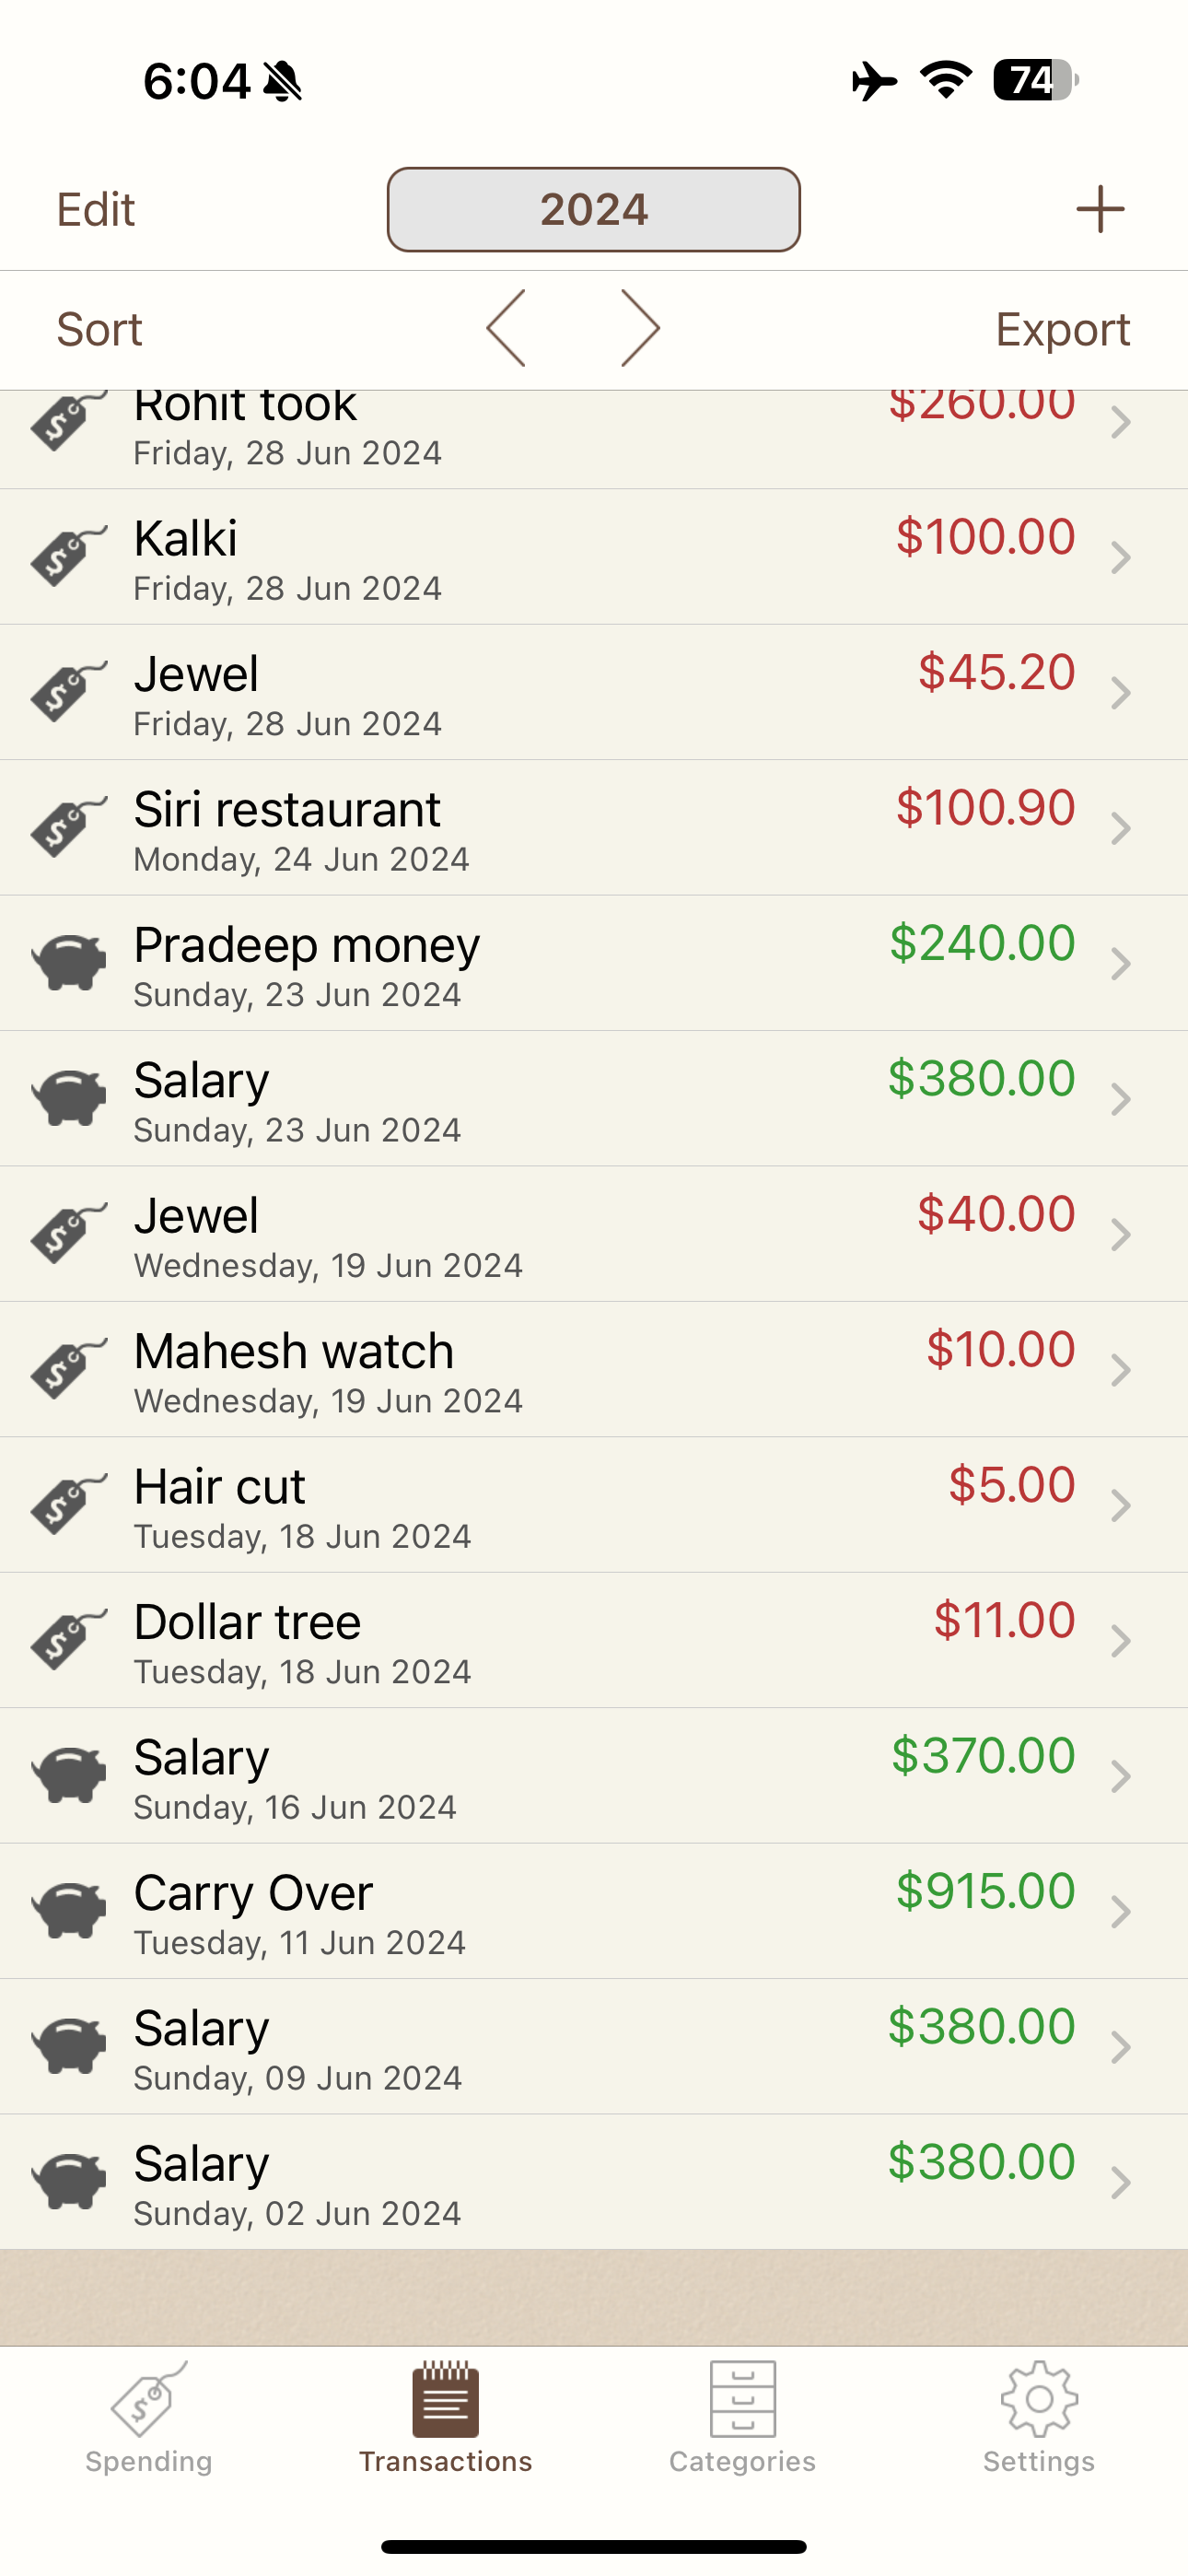 6:04
74
Edit
2024
+
Sort
Export
Rohit took
$260.00
Friday, 28 Jun 2024
Kalki
$100.00
Friday, 28 Jun 2024
Jewel
$45.20
Friday, 28 Jun 2024
Siri restaurant
$100.90
Monday, 24 Jun 2024
Pradeep money
$240.00
Sunday, 23 Jun 2024
Salary
$380.00
Sunday, 23 Jun 2024
Jewel
$40.00
Wednesday, 19 Jun 2024
Mahesh watch
$10.00
Wednesday, 19 Jun 2024
Hair cut
$5.00
Tuesday, 18 Jun 2024
Dollar tree
$11.00
Tuesday, 18 Jun 2024
Salary
$370.00
Sunday, 16 Jun 2024
Carry Over
$915.00
Tuesday, 11 Jun 2024
Salary
$380.00
Sunday, 09 Jun 2024
Salary
$380.00
Sunday, 02 Jun 2024
Spending
Transactions
Categories
Settings